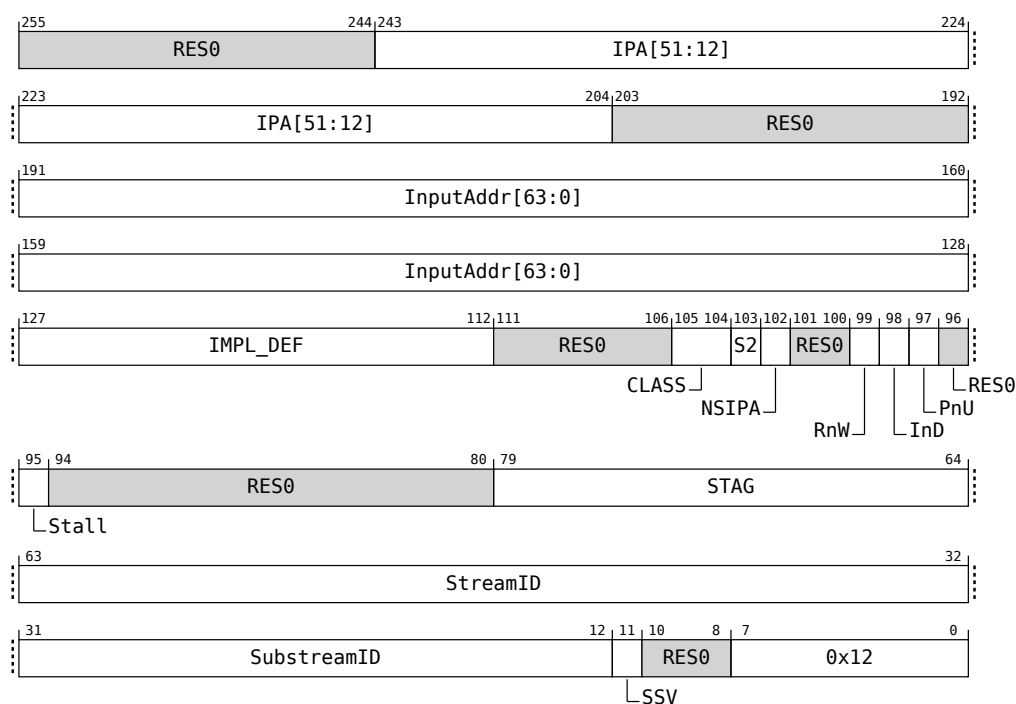 255 244 243 224
RES0 IPA[51:12]
223 204 203 192
IPA[51:12] RES0
191 160
InputAddr[63:0]
159 128
InputAddr[63:0]
127 112 111 106 105 104 103 102 101 100 99 98 97 96
IMPL_DEF RES0 S2 RES0
CLASS RES0
NSIPA PnU
RnW InD
95 94 80 79 64
RES0 STAG
Stall
63 32
StreamID
31 12 11 10 8 7 0
SubstreamID RES0 0x12
SSV